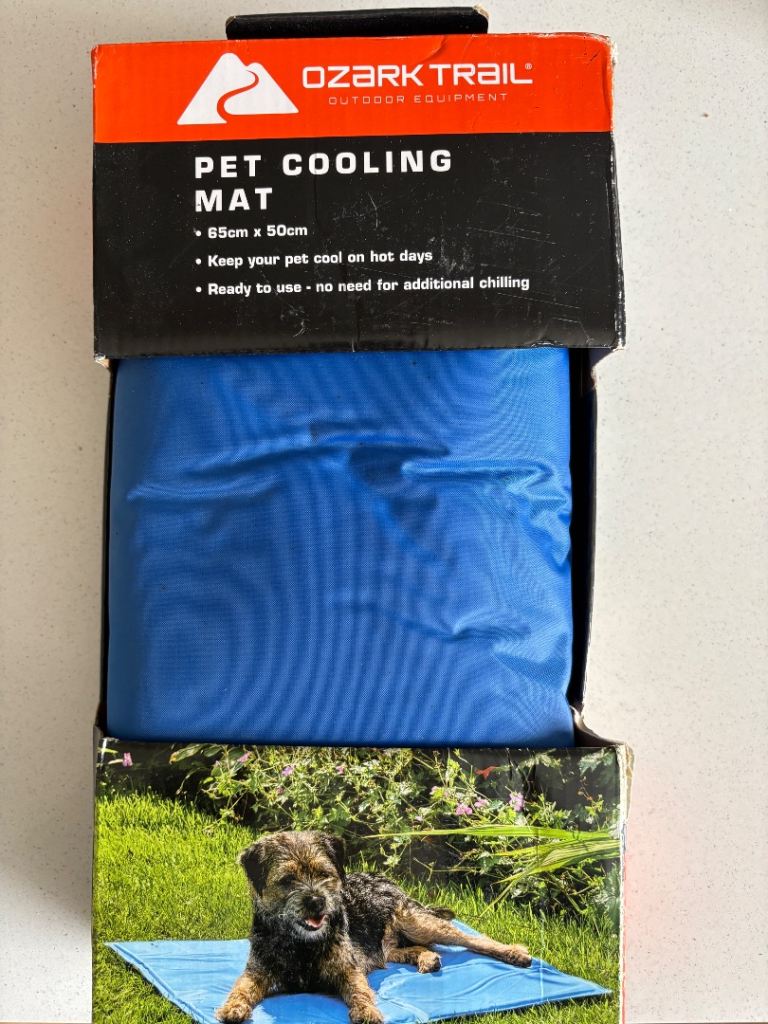 OZARK TRAIL®
OUTDOOR EQUIPMENT
PET COOLING
MAT
• 65cm x 50cm
• Keep your pet cool on hot days
• Ready to use - no need for additional chilling